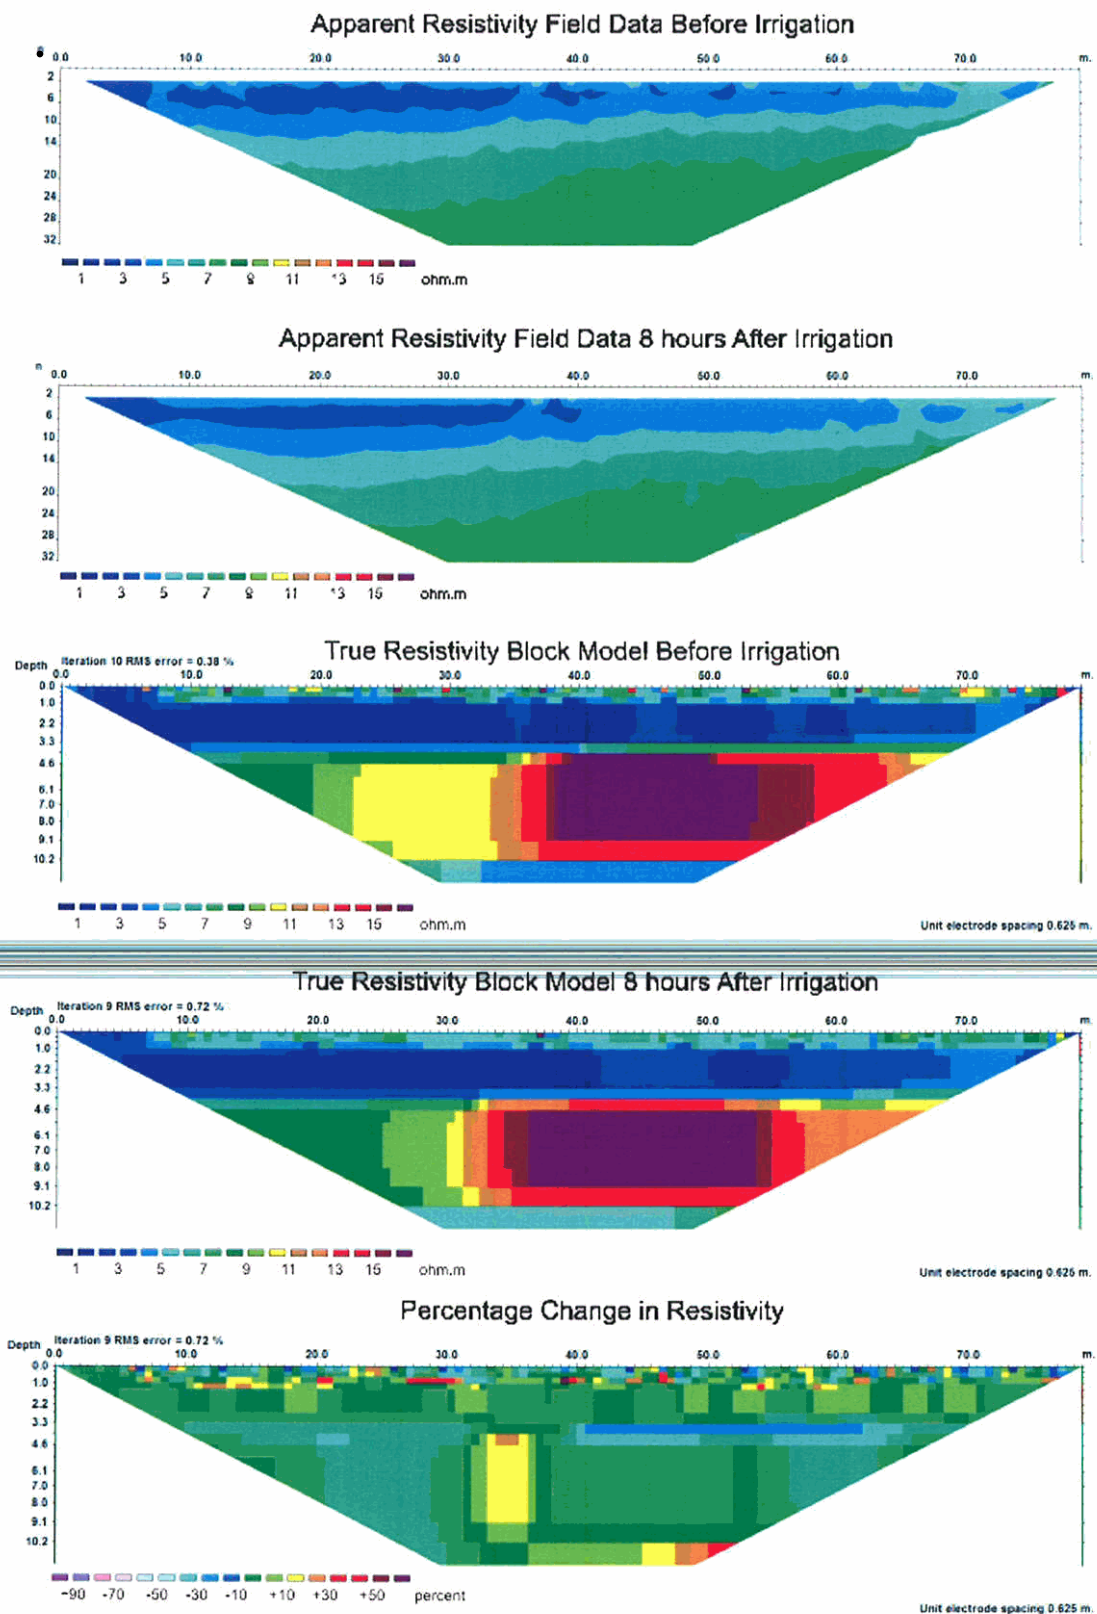 Apparent Resistivity Field Data Before Irrigation
0.0 10.0 20.0 30.0 40.0 50.0 60.0 70.0 m.
2
6
10
14
20
24
28
32
1 3 5 7 9 11 13 15 ohm.m
Apparent Resistivity Field Data 8 hours After Irrigation
n 0.0 10.0 20.0 30.0 40.0 50.0 60.0 70.0 m.
2
6
10
14
20
24
28
32
1 3 5 7 9 11 13 15 ohm.m
True Resistivity Block Model Before Irrigation
Depth Iteration 10 RMS error = 0.38 %
0.0 10.0 20.0 30.0 40.0 50.0 60.0 70.0 m.
0.0
1.0
2.2
3.3
4.6
6.1
7.0
8.0
9.1
10.2
1 3 5 7 9 11 13 15 ohm.m
Unit electrode spacing 0.625 m.
True Resistivity Block Model 8 hours After Irrigation
Depth Iteration 9 RMS error = 0.72 %
0.0 10.0 20.0 30.0 40.0 50.0 60.0 70.0 m.
0.0
1.0
2.2
3.3
4.6
6.1
7.0
8.0
9.1
10.2
1 3 5 7 9 11 13 15 ohm.m
Unit electrode spacing 0.625 m.
Percentage Change in Resistivity
Depth Iteration 9 RMS error = 0.72 %
0.0 10.0 20.0 30.0 40.0 50.0 60.0 70.0 m.
0.0
1.0
2.2
3.3
4.6
6.1
7.0
8.0
9.1
10.2
-90 -70 -50 -30 -10 +10 +30 +50 percent
Unit electrode spacing 0.625 m.